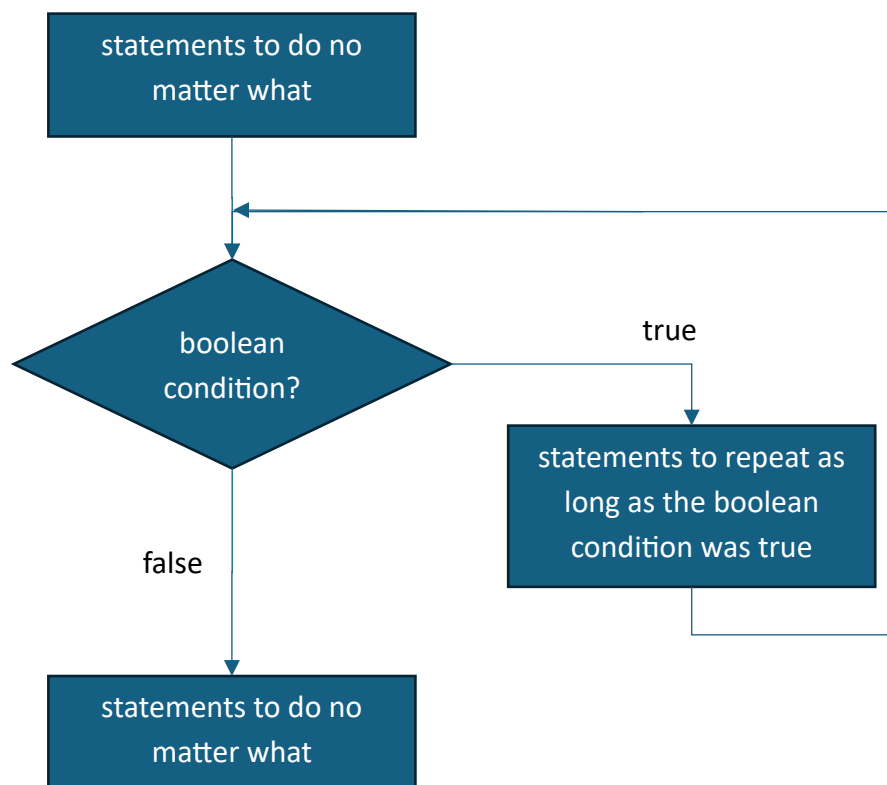 statements to do no
matter what
boolean
condition?
true
statements to repeat as
long as the boolean
condition was true
false
statements to do no
matter what